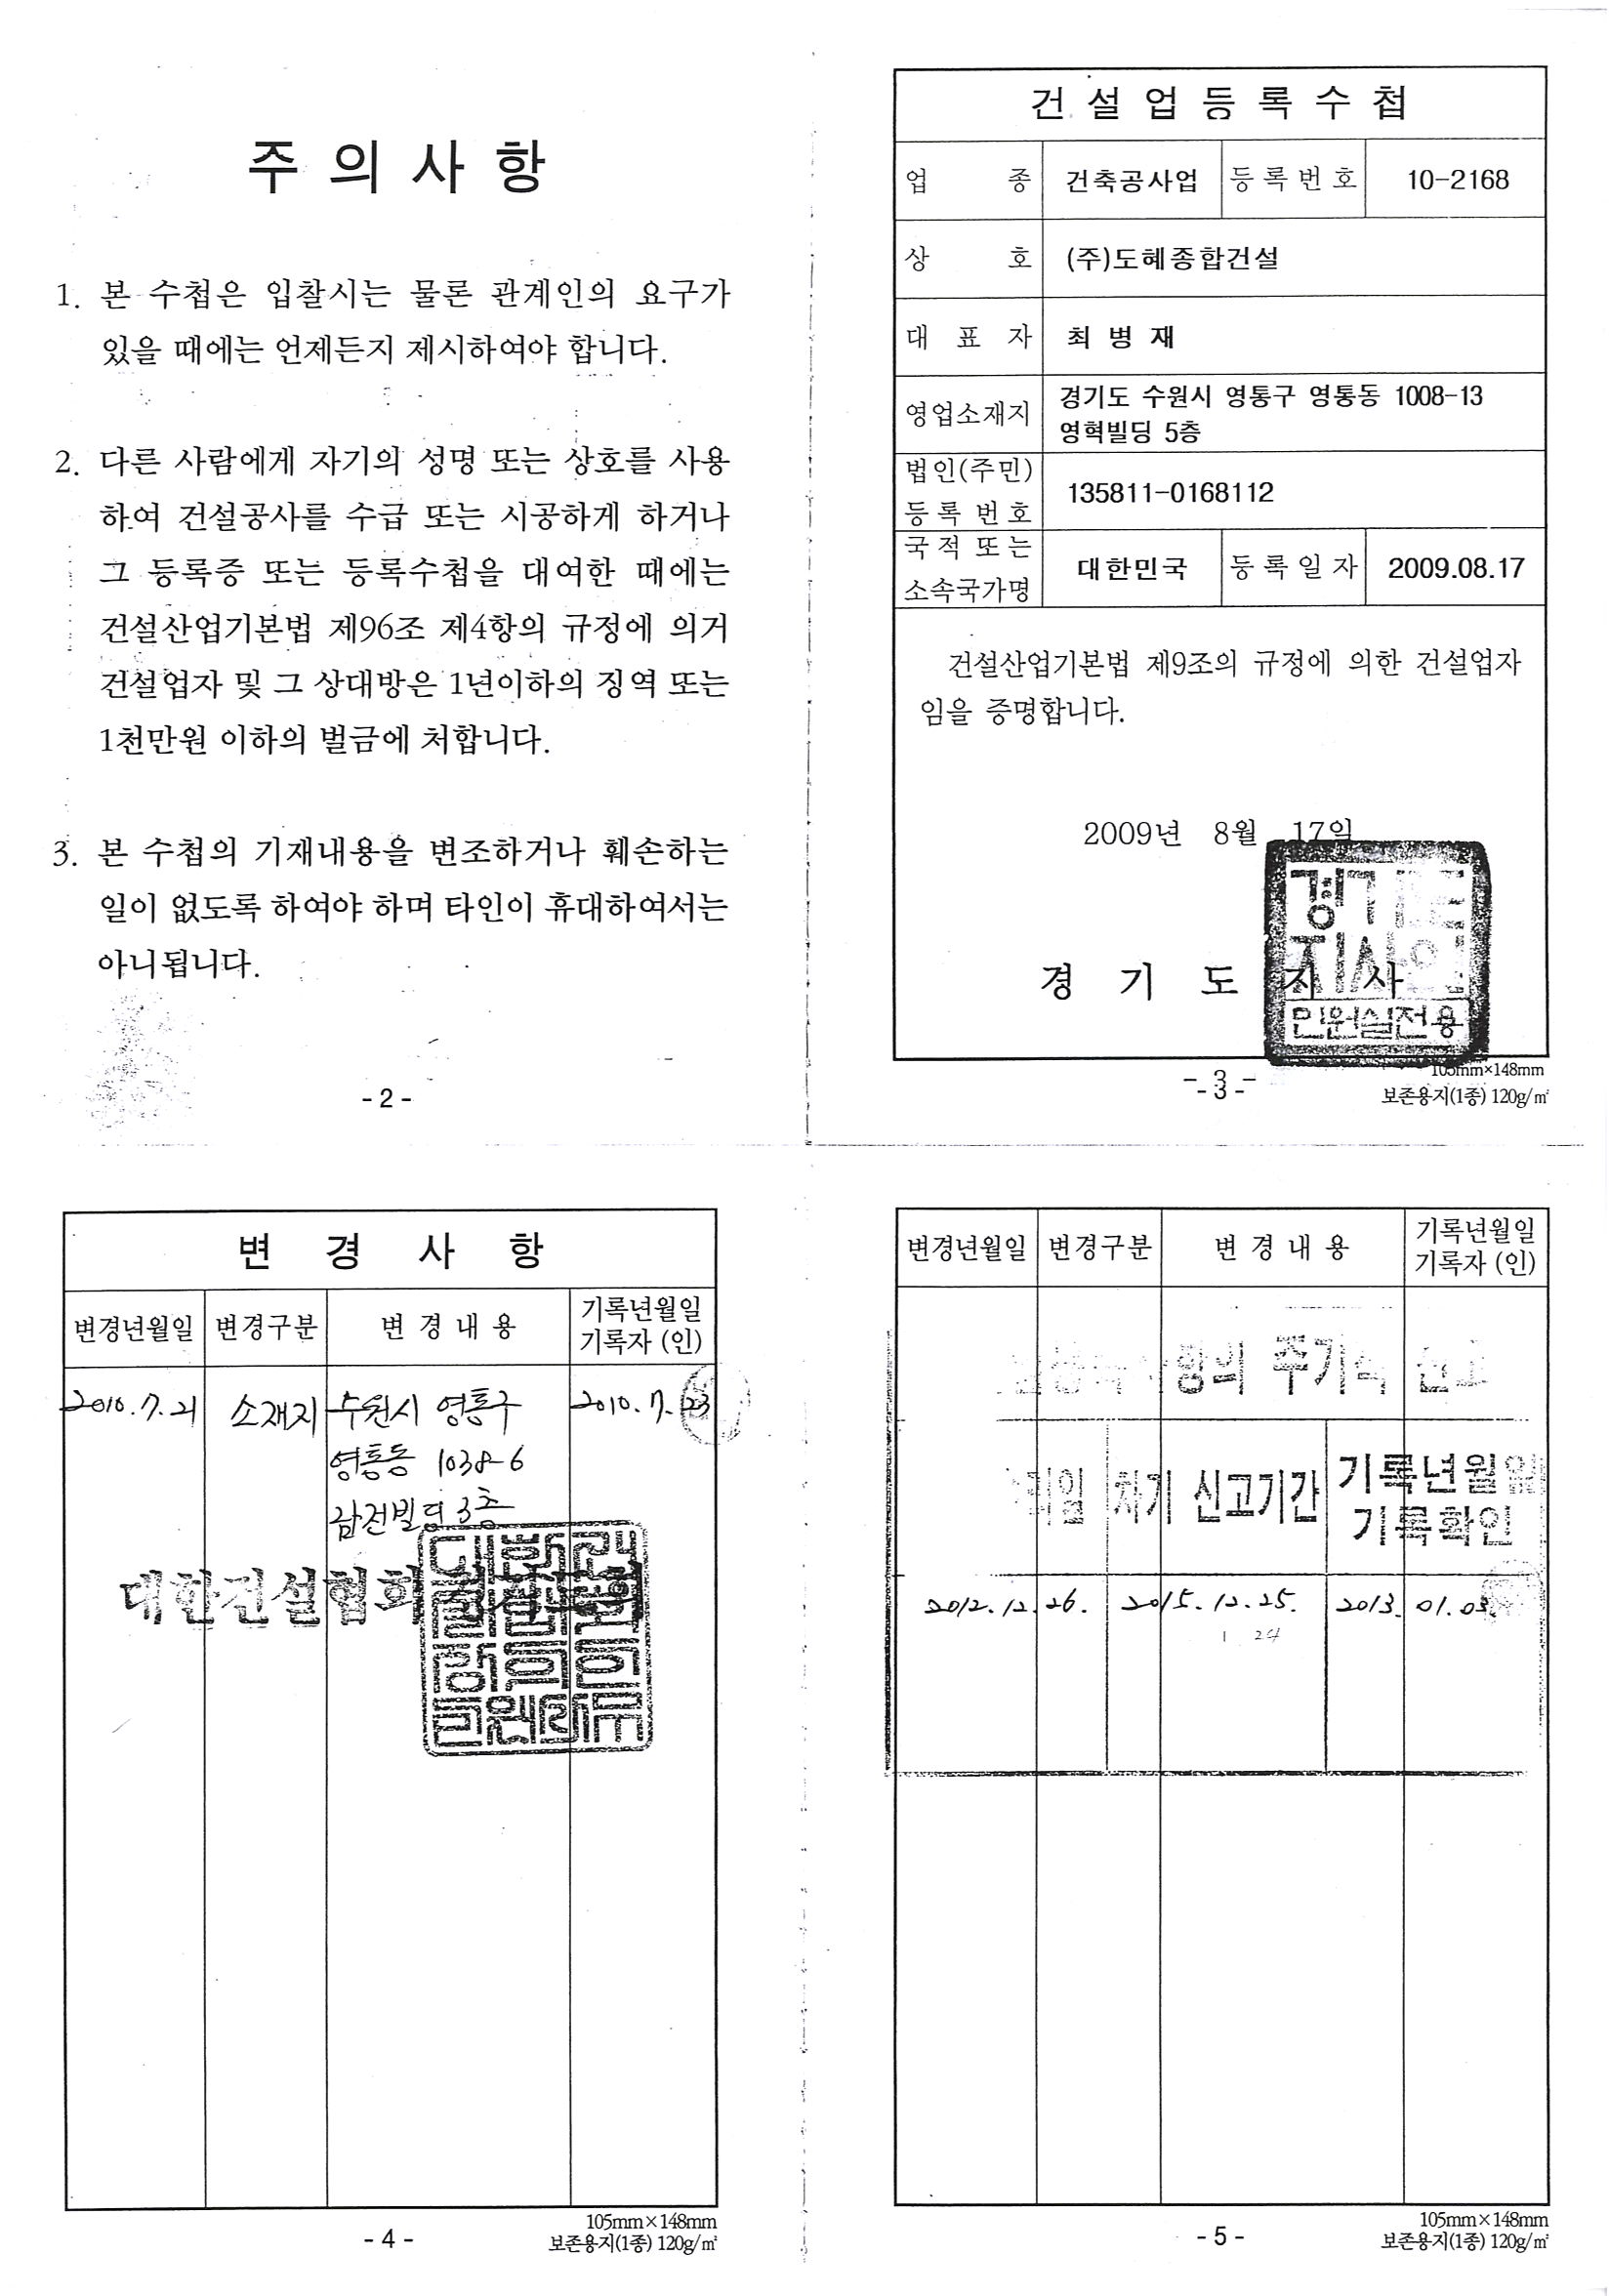 주 의 사 항
1. 본 수첩은 입찰시는 물론 관계인의 요구가
있을 때에는 언제든지 제시하여야 합니다.
2. 다른 사람에게 자기의 성명 또는 상호를 사용
하여 건설공사를 수급 또는 시공하게 하거나
그 등록증 또는 등록수첩을 대여한 때에는
건설산업기본법 제96조 제4항의 규정에 의거
건설업자 및 그 상대방은 1년이하의 징역 또는
1천만원 이하의 벌금에 처합니다.
3. 본 수첩의 기재내용을 변조하거나 훼손하는
일이 없도록 하여야 하며 타인이 휴대하여서는
아니됩니다.
- 2 -
건 설 업 등 록 수 첩
업 종 건축공사업 등 록 번 호 10-2168
상 호 (주)도혜종합건설
대 표 자 최 병 재
영업소재지 경기도 수원시 영통구 영통동 1008-13
영혁빌딩 5층
법인(주민)
등 록 번 호 135811-0168112
국 적 또 는
소속국가명 대한민국 등 록 일 자 2009.08.17
건설산업기본법 제9조의 규정에 의한 건설업자
임을 증명합니다.
2009년 8월 17일
경 기 도 지 사
경기도
지사인
민원실전용
- 3 -
- 3 -
105mm×148mm
보존용지(1종) 120g/㎡
변 경 사 항
변경년월일 변경구분 변 경 내 용 기록년월일
기록자 (인)
2010.7.21 소재지 수원시 영통구 2010.7.23
영통동 1038-6
빌딩 3층
대한건설협회
- 4 -
105mm×148mm
보존용지(1종) 120g/㎡
변경년월일 변경구분 변 경 내 용 기록년월일
기록자 (인)
주기적 신고
차기 신고기간 기록년월일
기록확인
2012.12.26. 2015.12.25. 2013.01.03.
1 24
- 5 -
105mm×148mm
보존용지(1종) 120g/㎡